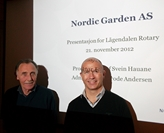 Nordic Garden AS
Presentasjon for Lågendalen Rotary
21. november 2012
Svein Hanane
Andersen